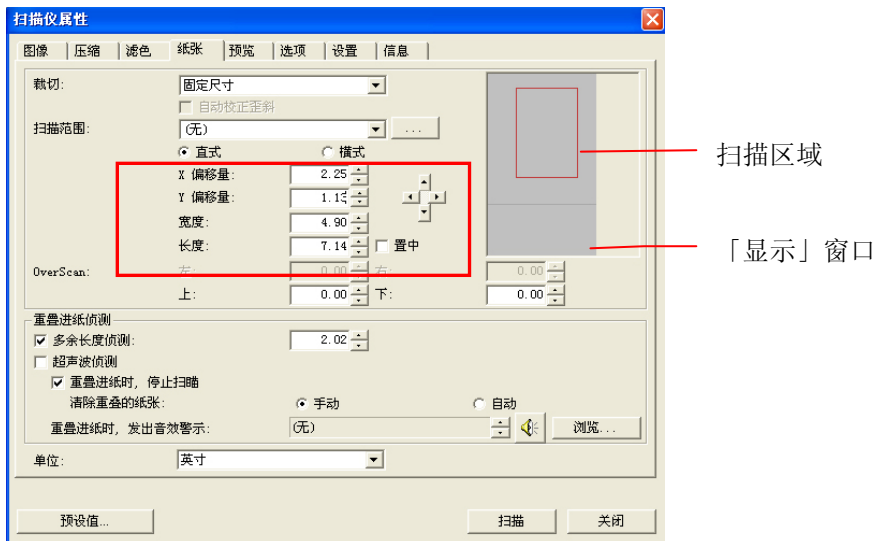 扫描仪属性
图像 压缩 滤色 纸张 预览 选项 设置 信息
裁切: 固定尺寸
自动校正歪斜
扫描范围: (无) ...
直式 横式
扫描区域
X 偏移量: 2.25
Y 偏移量: 1.13
宽度: 4.90
长度: 7.14 置中
「显示」窗口
OverScan: 左: 0.00 右: 0.00
上: 0.00 下: 0.00
重叠进纸侦测
多余长度侦测: 2.02
超声波侦测
重叠进纸时, 停止扫瞄
清除重叠的纸张: 手动 自动
重叠进纸时, 发出音效警示: (无) 浏览...
单位: 英寸
预设值... 扫描 关闭